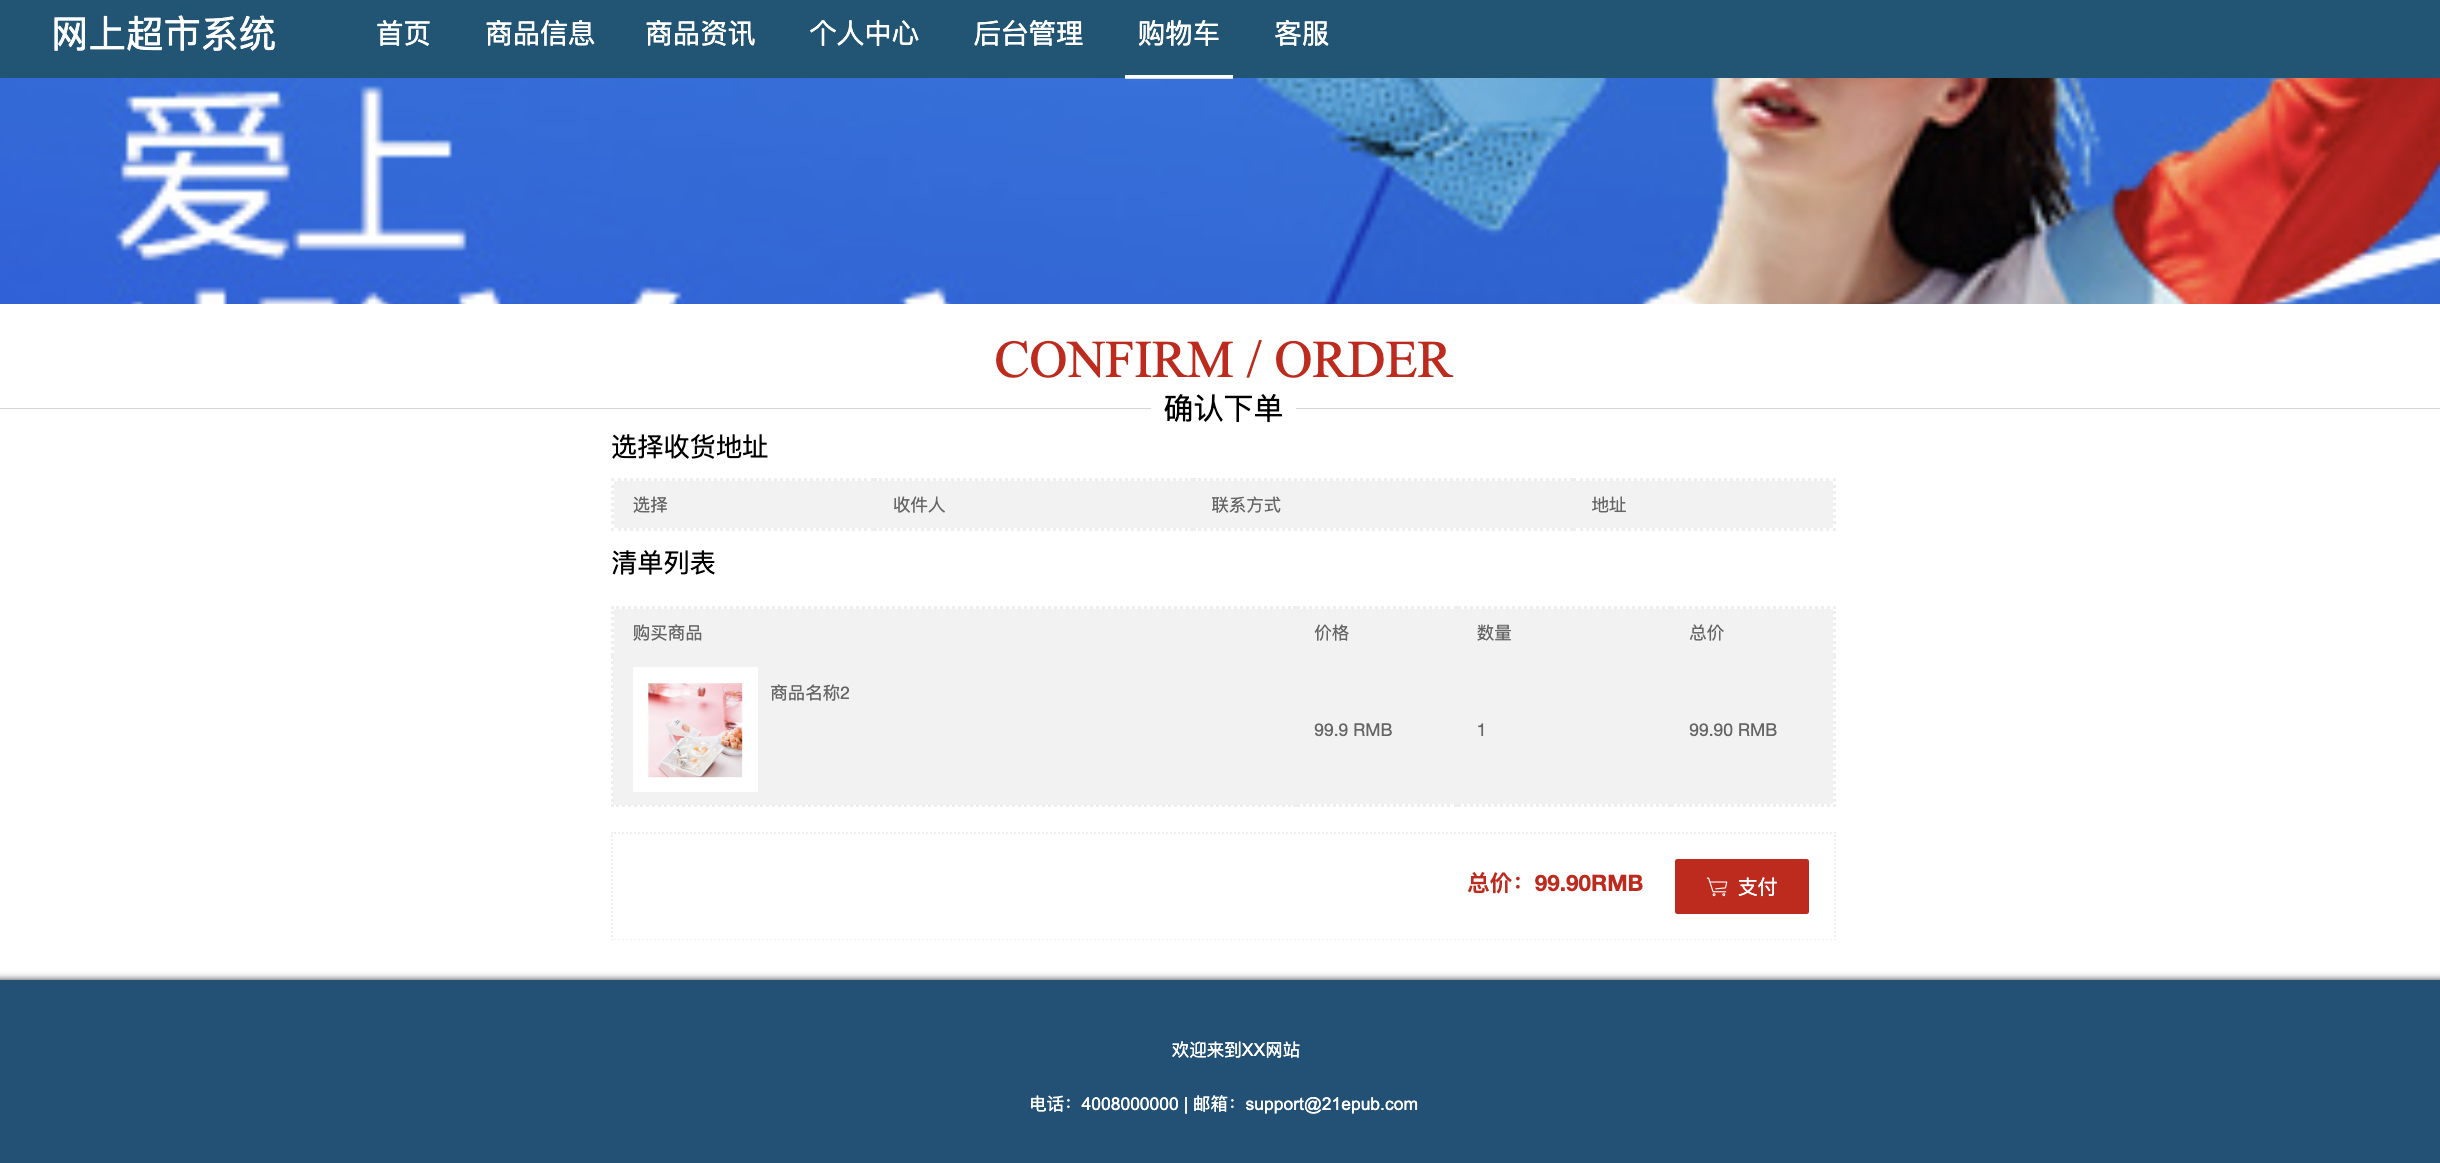 网上超市系统 首页 商品信息 商品资讯 个人中心 后台管理 购物车 客服
爱上
CONFIRM / ORDER
确认下单
选择收货地址
选择 收件人 联系方式 地址
清单列表
购买商品 价格 数量 总价
商品名称2
99.9 RMB 1 99.90 RMB
总价：99.90RMB 支付
欢迎来到XX网站
电话：4008000000 | 邮箱：support@21epub.com